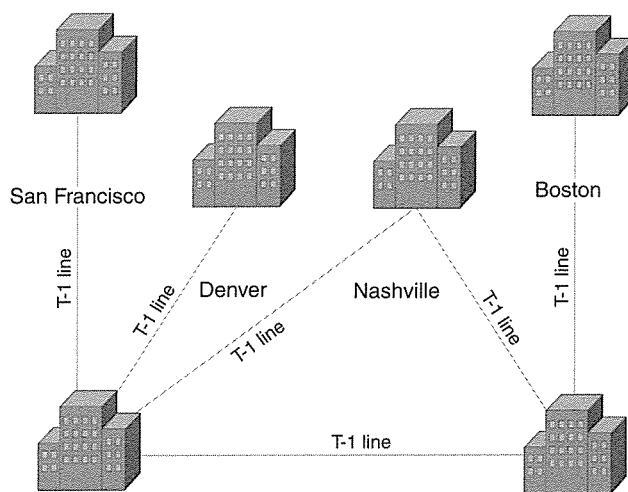 San Francisco
Boston
T-1 line
T-1 line
Denver
Nashville
T-1 line
T-1 line
T-1 line
T-1 line